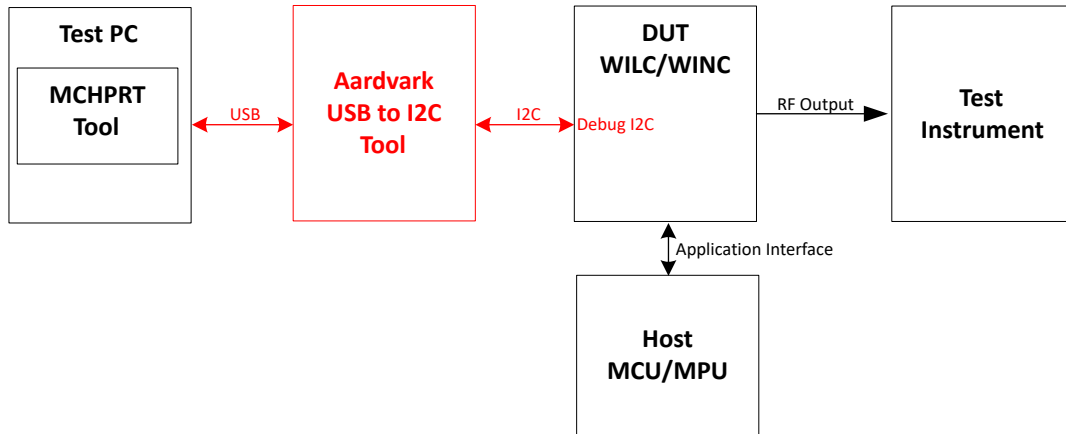 Test PC
MCHPRT
Tool
USB
Aardvark
USB to I2C
Tool
I2C
Debug I2C
DUT
WILC/WINC
RF Output
Test
Instrument
Application Interface
Host
MCU/MPU